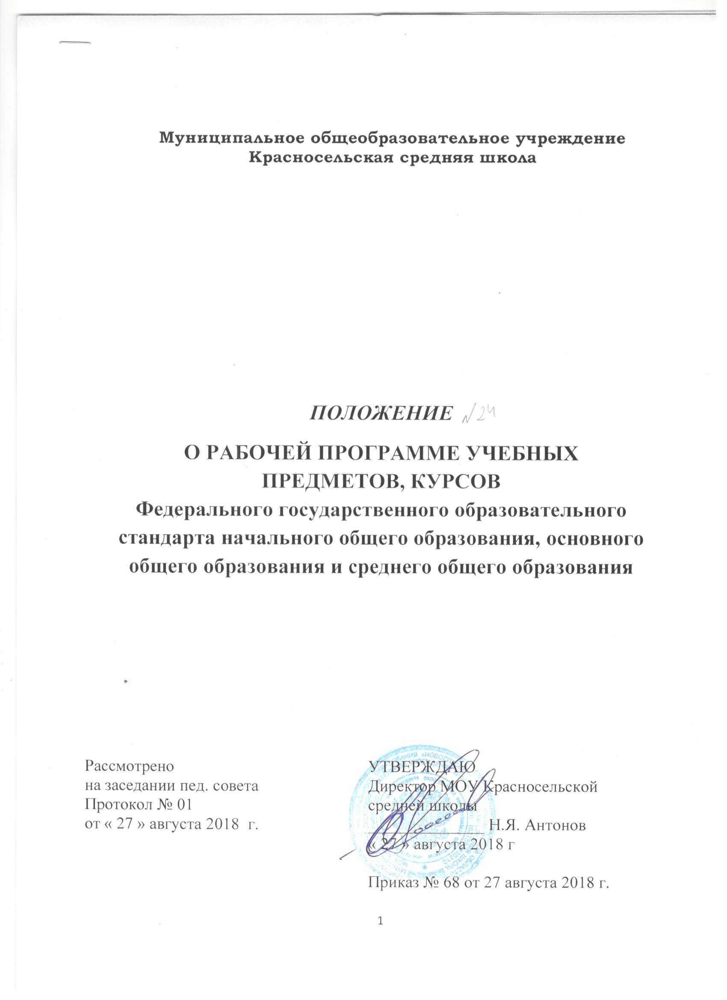 Муниципальное общеобразовательное учреждение
Красносельская средняя школа
ПОЛОЖЕНИЕ №24
О РАБОЧЕЙ ПРОГРАММЕ УЧЕБНЫХ
ПРЕДМЕТОВ, КУРСОВ
Федерального государственного образовательного
стандарта начального общего образования, основного
общего образования и среднего общего образования
Рассмотрено
на заседании пед. совета
Протокол № 01
от « 27 » августа 2018 г.
УТВЕРЖДАЮ
Директор МОУ Красносельской
средней школы
Н.Я. Антонов
« 27 » августа 2018 г
Приказ № 68 от 27 августа 2018 г.
1